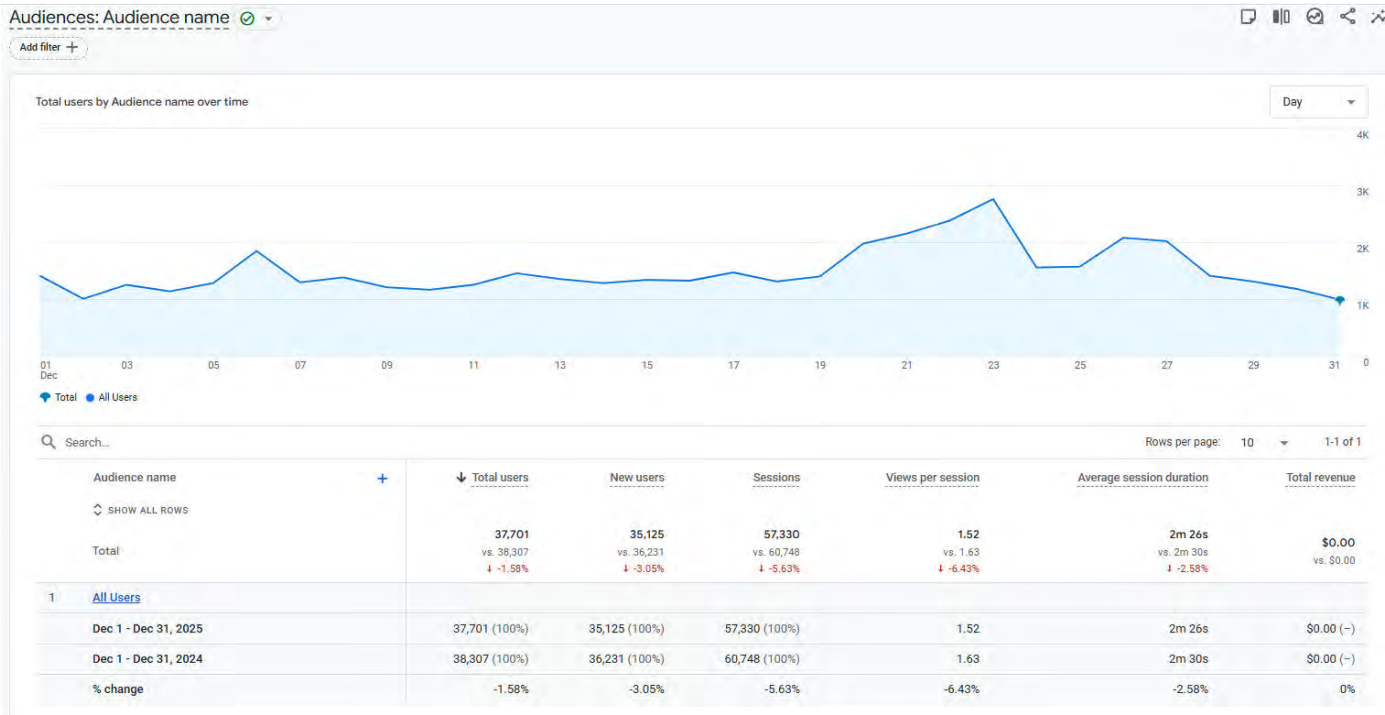 Audiences: Audience name
Add filter +
Total users by Audience name over time
Day
4K
3K
2K
1K
0
01 03 05 07 09 11 13 15 17 19 21 23 25 27 29 31
Dec
Total All Users
Search... Rows per page: 10 1-1 of 1
Audience name + ↓ Total users New users Sessions Views per session Average session duration Total revenue
SHOW ALL ROWS
Total 37,701 35,125 57,330 1.52 2m 26s $0.00
vs. 38,307 vs. 36,231 vs. 60,748 vs. 1.63 vs. 2m 30s vs. $0.00
↓ -1.58% ↓ -3.05% ↓ -5.63% ↓ -6.43% ↓ -2.58%
1 All Users
Dec 1 - Dec 31, 2025 37,701 (100%) 35,125 (100%) 57,330 (100%) 1.52 2m 26s $0.00 (–)
Dec 1 - Dec 31, 2024 38,307 (100%) 36,231 (100%) 60,748 (100%) 1.63 2m 30s $0.00 (–)
% change -1.58% -3.05% -5.63% -6.43% -2.58% 0%